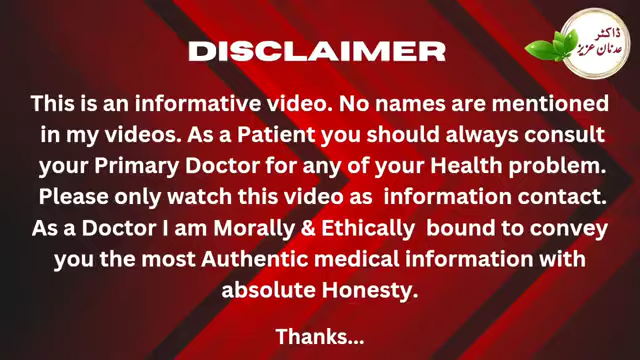 ڈاکٹر
عدنان عزیز
DISCLAIMER
This is an informative video. No names are mentioned
in my videos. As a Patient you should always consult
your Primary Doctor for any of your Health problem.
Please only watch this video as information contact.
As a Doctor I am Morally & Ethically bound to convey
you the most Authentic medical information with
absolute Honesty.
Thanks...